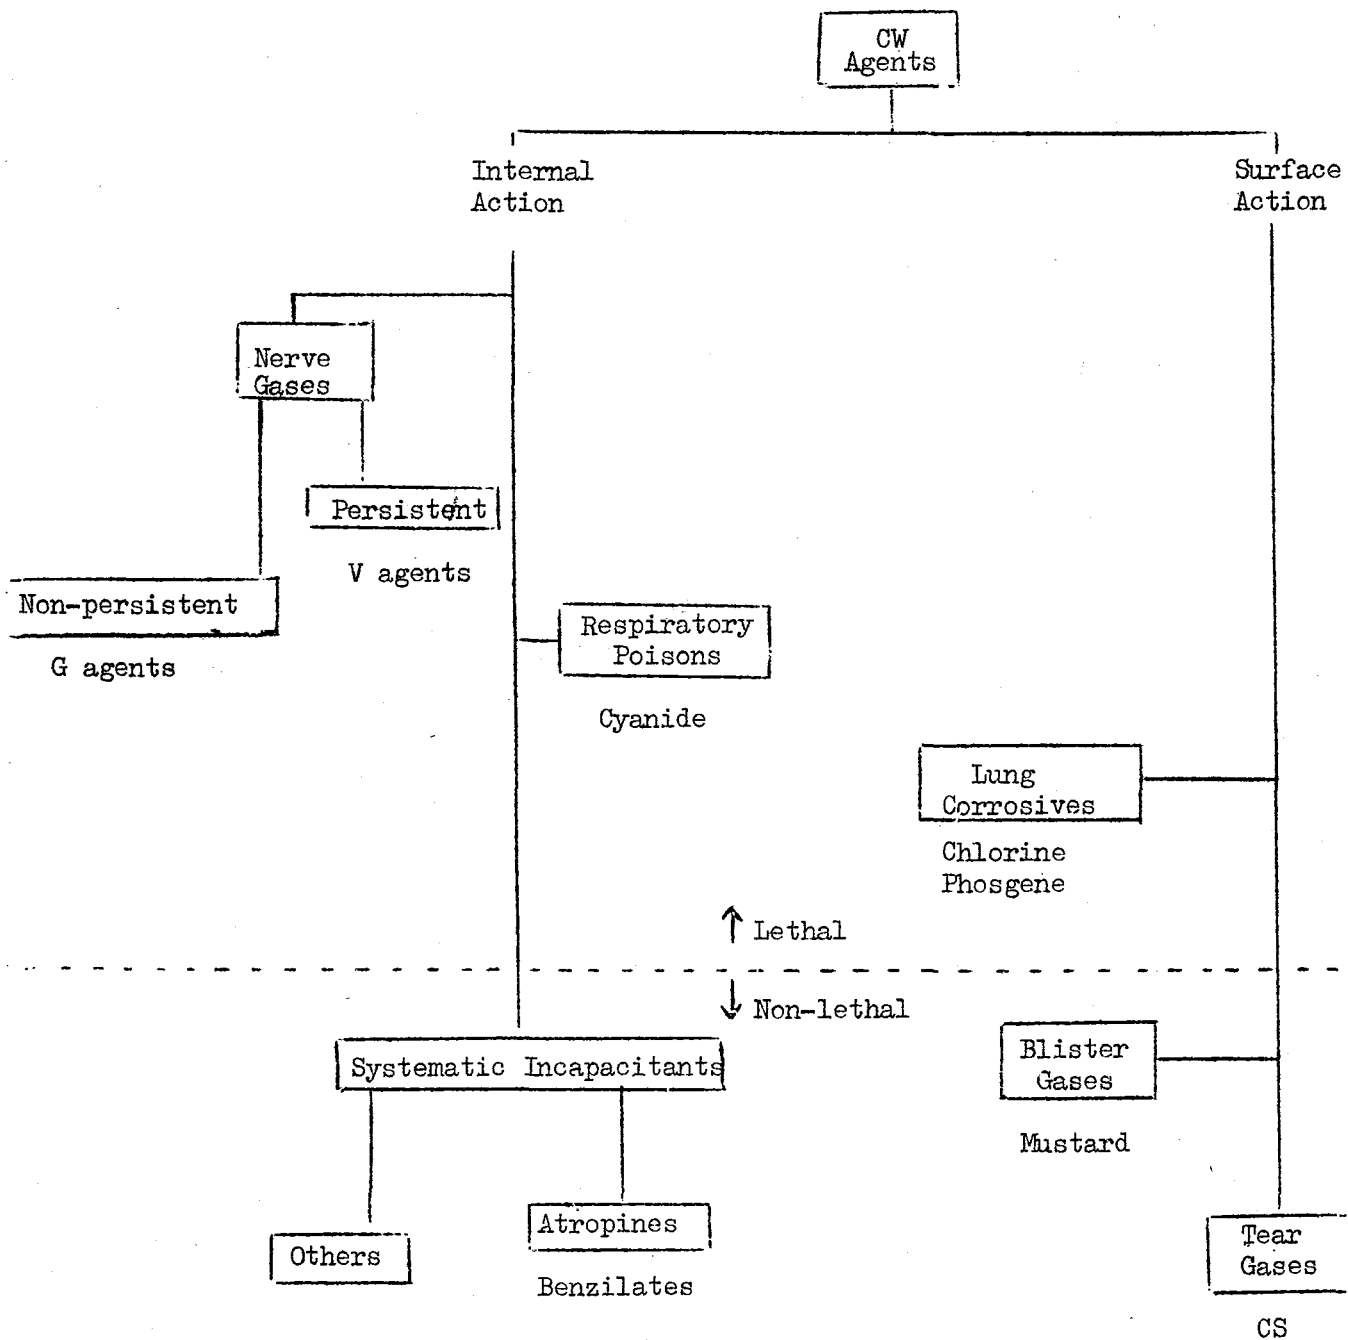 CW
Agents
Internal
Action
Surface
Action
Nerve
Gases
Persistent
V agents
Non-persistent
G agents
Respiratory
Poisons
Cyanide
Lung
Corrosives
Chlorine
Phosgene
↑ Lethal
↓ Non-lethal
Systematic Incapacitants
Blister
Gases
Mustard
Atropines
Benzilates
Others
Tear
Gases
CS